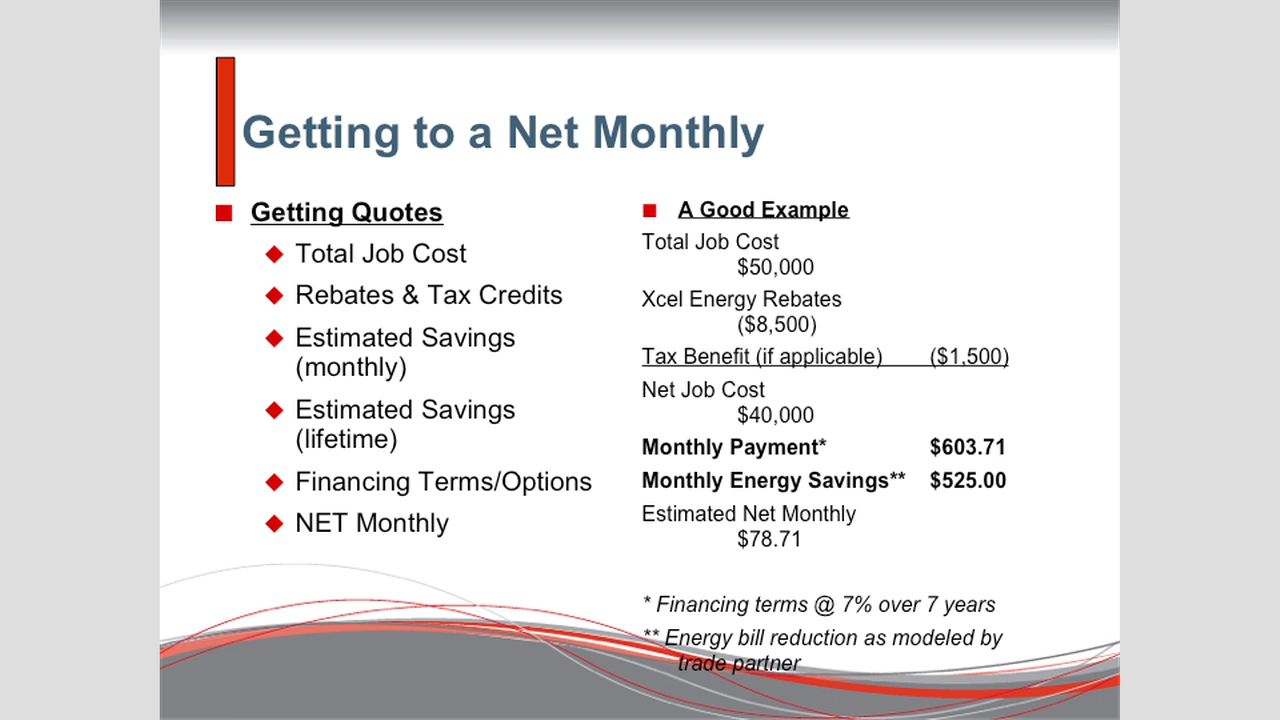 Getting to a Net Monthly
Getting Quotes
Total Job Cost
Rebates & Tax Credits
Estimated Savings
(monthly)
Estimated Savings
(lifetime)
Financing Terms/Options
NET Monthly
A Good Example
Total Job Cost
$50,000
Xcel Energy Rebates
($8,500)
Tax Benefit (if applicable) ($1,500)
Net Job Cost
$40,000
Monthly Payment* $603.71
Monthly Energy Savings** $525.00
Estimated Net Monthly
$78.71
* Financing terms @ 7% over 7 years
** Energy bill reduction as modeled by
trade partner